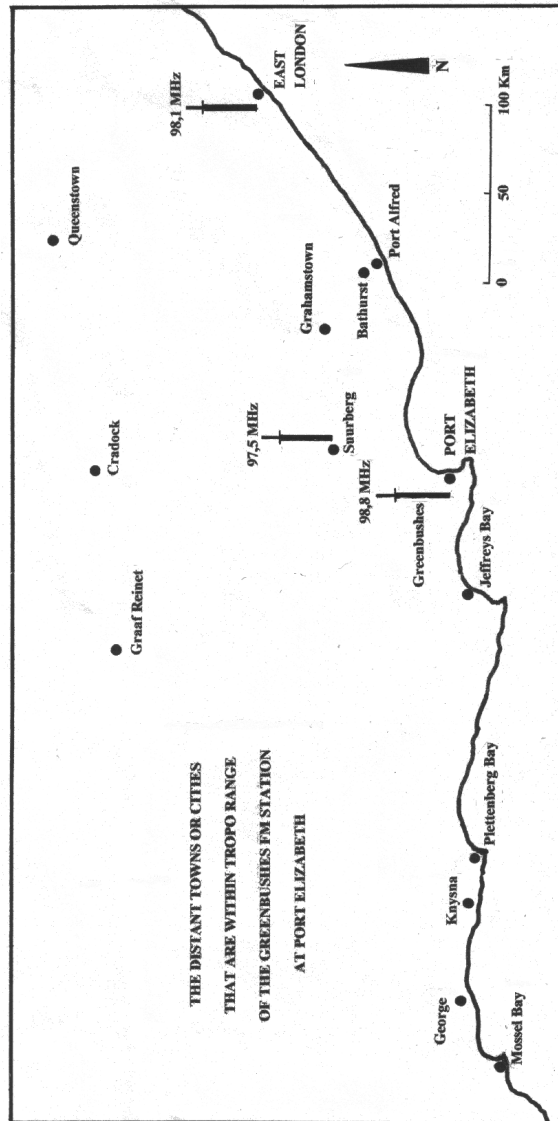 THE DISTANT TOWNS OR CITIES
THAT ARE WITHIN TROPO RANGE
OF THE GREENBUSHES FM STATION
AT PORT ELIZABETH
Queenstown
Cradock
Graaf Reinet
98,1 MHz
EAST
LONDON
97,5 MHz
Suurberg
Grahamstown
Bathurst
Port Alfred
98,8 MHz
Greenbushes
PORT
ELIZABETH
Jeffreys Bay
Plettenberg Bay
Knysna
George
Mossel Bay
N
0 50 100 Km